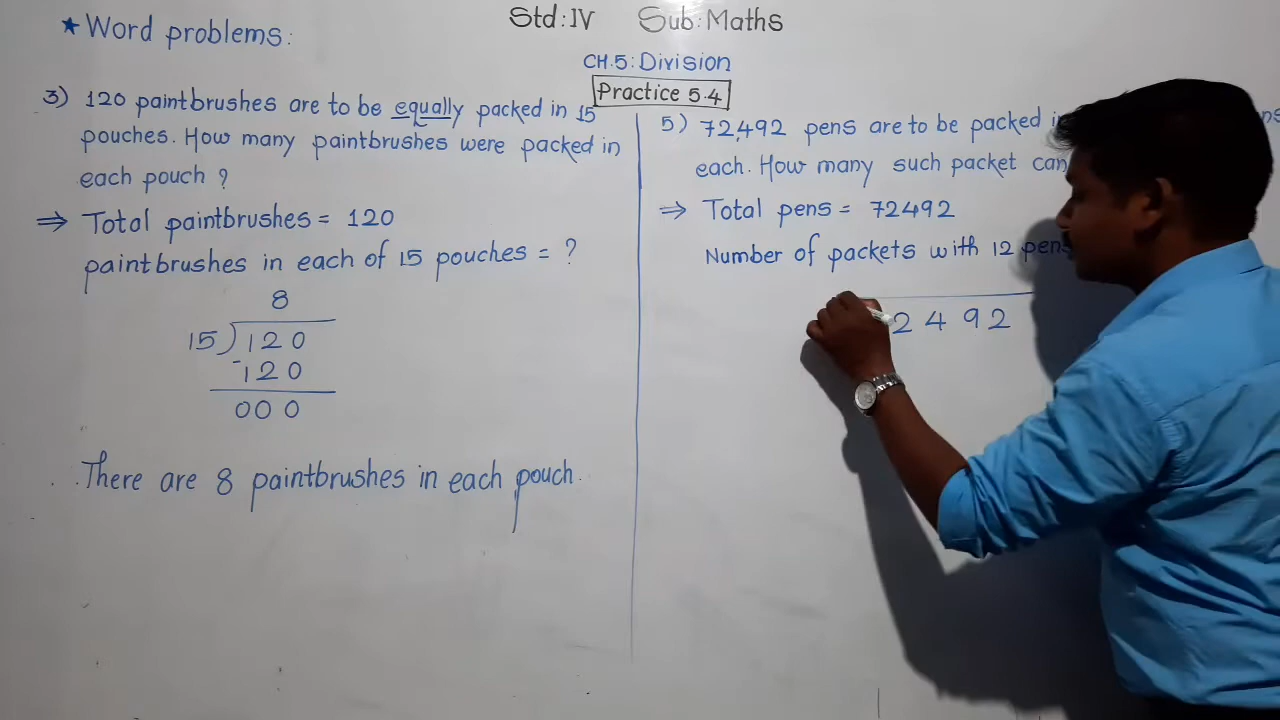 Std: IV Sub: Maths
★ Word problems:
CH.5: Division
Practice 5.4
3) 120 paintbrushes are to be equally packed in 15
pouches. How many paintbrushes were packed in
each pouch ?
⇒ Total paintbrushes = 120
paintbrushes in each of 15 pouches = ?
8
15) 120
- 120
000
There are 8 paintbrushes in each pouch.
5) 72,492 pens are to be packed
each. How many such packet can
⇒ Total pens = 72492
Number of packets with 12 pens
2 4 9 2